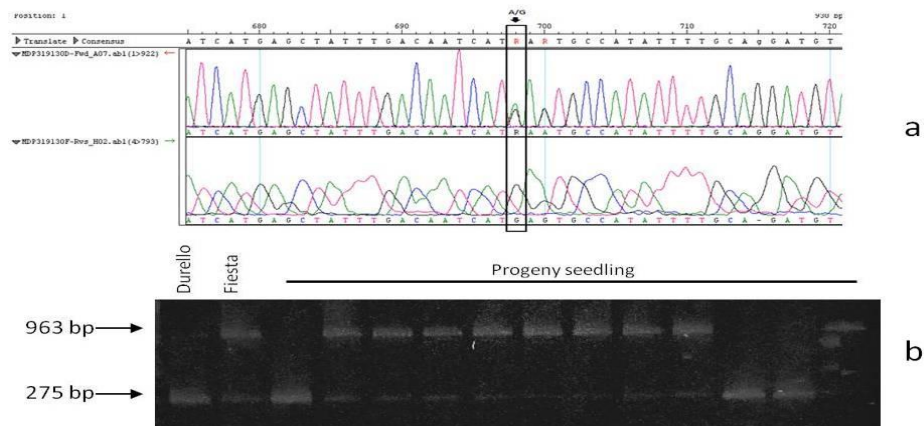 A/G
Position: 1
680 690 700 710 720
930 bp
Translate Consensus
A T C A T G A G C T A T T T G A C A A T C A T R A R T G C C A T A T T T T G C A g G A T G T
MDP319130D-Fwd_A07.ab1(1>922)
A T C A T G A G C T A T T T G A C A A T C A T R A A T G C C A T A T T T T G C A G G A T G T
MDP319130F-Rvs_H02.ab1(4>793)
A T C A T G A G C T A T T T G A C A A T C A T G A G T G C C A T A T T T T G C A - G A T G T
a
Durello
Fiesta
Progeny seedling
963 bp
275 bp
b